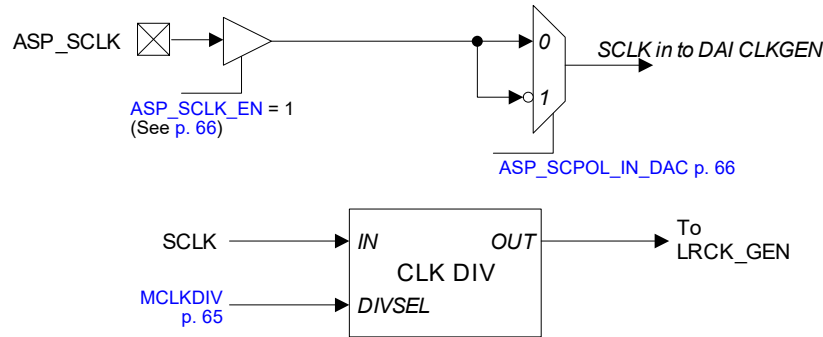 ASP_SCLK
0
SCLK in to DAI CLKGEN
1
ASP_SCLK_EN = 1
(See p. 66)
ASP_SCPOL_IN_DAC p. 66
SCLK
IN
OUT
To
LRCK_GEN
CLK DIV
MCLKDIV
p. 65
DIVSEL